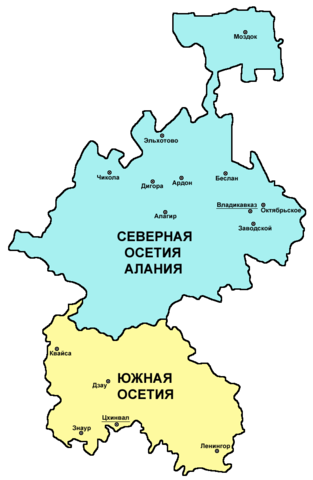 Моздок
Эльхотово
Чикола
Дигора
Ардон
Беслан
Владикавказ
Октябрьское
Алагир
Заводской
СЕВЕРНАЯ
ОСЕТИЯ
АЛАНИЯ
Квайса
Дзау
ЮЖНАЯ
ОСЕТИЯ
Цхинвал
Знаур
Ленингор